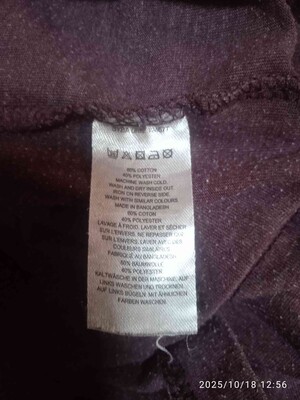 60% COTTON
40% POLYESTER
MACHINE WASH COLD
WASH AND DRY INSIDE OUT
IRON ON REVERSE SIDE
WASH WITH SIMILAR COLOURS
MADE IN BANGLADESH
60% COTON
40% POLYESTER
LAVAGE À FROID, LAVER ET SÉCHER
SUR L'ENVERS, NE REPASSER QUE
SUR L'ENVERS, LAVER AVEC DES
COULEURS SIMILAIRES
FABRIQUÉ AU BANGLADESH
60% BAUMWOLLE
40% POLYESTER
KALTWÄSCHE IN DER MASCHINE, AUF
LINKS WASCHEN UND TROCKNEN
AUF LINKS BÜGELN MIT ÄHNLICHEN
FARBEN WASCHEN
2025/10/18 12:56